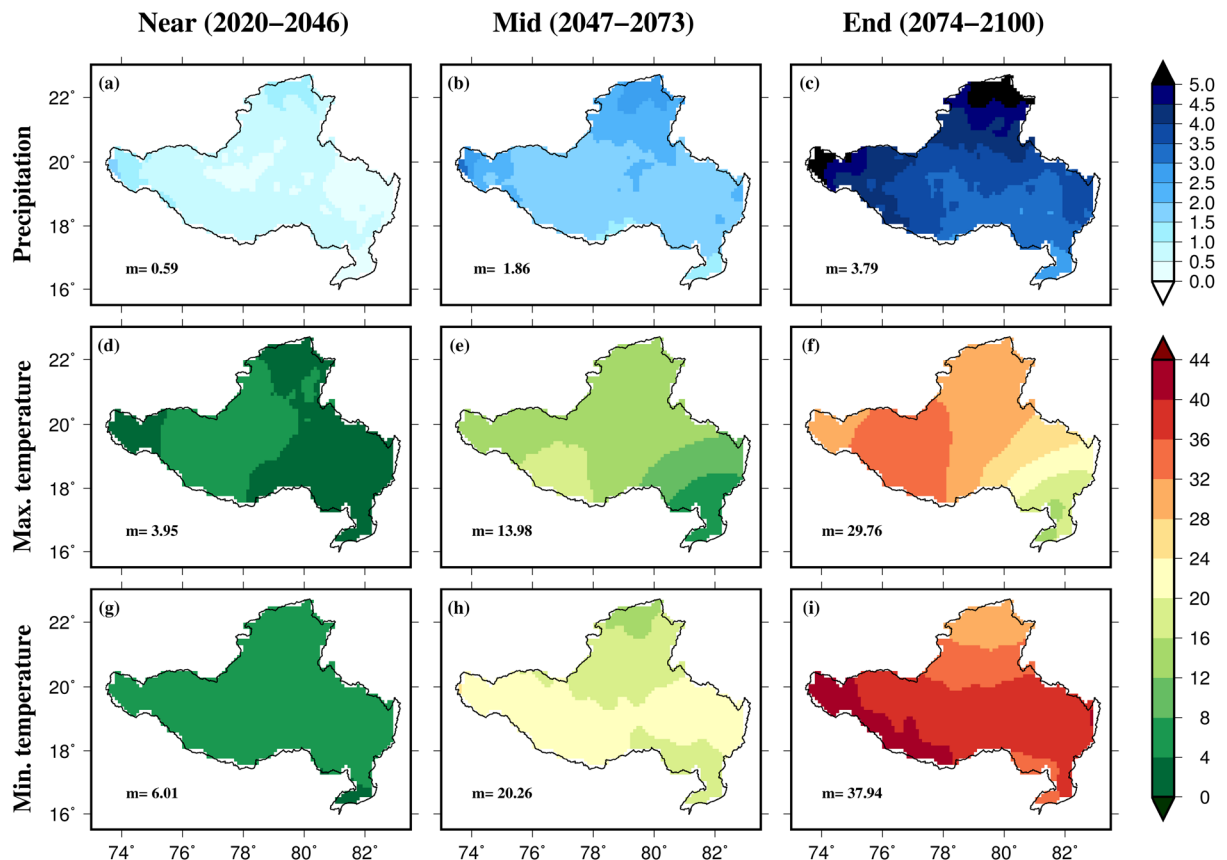 Near (2020−2046) Mid (2047−2073) End (2074−2100)
Precipitation
(a) (b) (c)
22° 20° 18° 16°
m= 0.59 m= 1.86 m= 3.79
5.0
4.5
4.0
3.5
3.0
2.5
2.0
1.5
1.0
0.5
0.0
Max. temperature
(d) (e) (f)
22° 20° 18° 16°
m= 3.95 m= 13.98 m= 29.76
44
40
36
32
28
24
20
16
12
8
4
0
Min. temperature
(g) (h) (i)
22° 20° 18° 16°
m= 6.01 m= 20.26 m= 37.94
74° 76° 78° 80° 82° 74° 76° 78° 80° 82° 74° 76° 78° 80° 82°